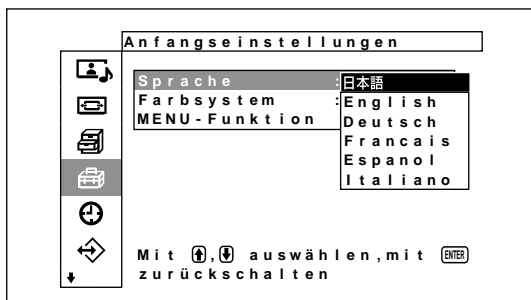 Anfangseinstellungen
Sprache :日本語
Farbsystem :English
MENU-Funktion Deutsch
Francais
Espanol
Italiano
Mit ↑,↓ auswählen,mit ENTER
zurückschalten